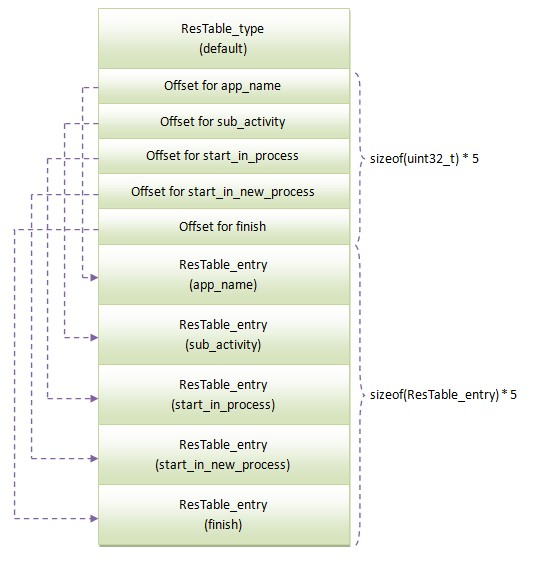 ResTable_type
(default)
Offset for app_name
Offset for sub_activity
Offset for start_in_process
Offset for start_in_new_process
Offset for finish
sizeof(uint32_t) * 5
ResTable_entry
(app_name)
ResTable_entry
(sub_activity)
ResTable_entry
(start_in_process)
ResTable_entry
(start_in_new_process)
ResTable_entry
(finish)
sizeof(ResTable_entry) * 5